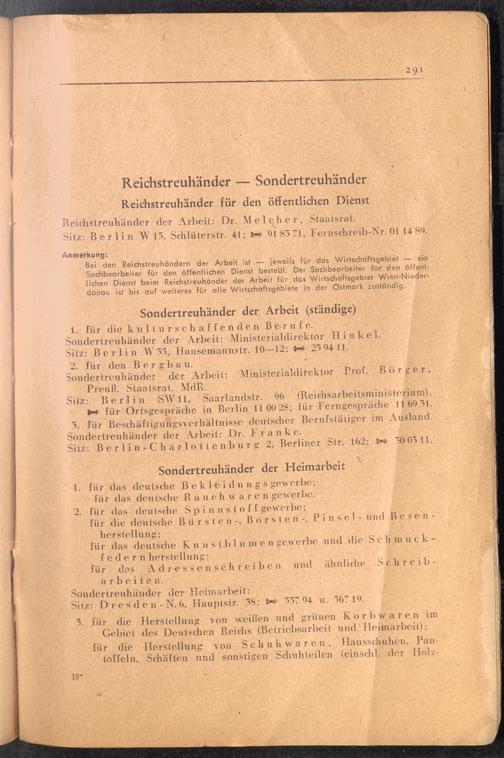 291
Reichstreuhänder — Sondertreuhänder
Reichstreuhänder für den öffentlichen Dienst
Reichstreuhänder der Arbeit: Dr. Melcher, Staatsrat.
Sitz: Berlin W 15, Schlüterstr. 41; 91 83 71, Fernschreib-Nr. 01 14 89.
Anmerkung:
Bei den Reichstreuhändern der Arbeit ist — jeweils für das Wirtschaftsgebiet — ein
Sachbearbeiter für den öffentlichen Dienst bestellt. Der Sachbearbeiter für den öffent-
lichen Dienst beim Reichstreuhänder der Arbeit für das Wirtschaftsgebiet Wien-Nieder-
donau ist bis auf weiteres für alle Wirtschaftsgebiete in der Ostmark zuständig.
Sondertreuhänder der Arbeit (ständige)
1. für die kulturschaffenden Berufe.
Sondertreuhänder der Arbeit: Ministerialdirektor Hinkel.
Sitz: Berlin W 35, Hansemannstr. 10—12; 25 94 11.
2. für den Bergbau.
Sondertreuhänder der Arbeit: Ministerialdirektor Prof. Börger,
Preuß. Staatsrat, MdR.
Sitz: Berlin SW 11, Saarlandstr. 96 (Reichsarbeitsministerium),
für Ortsgespräche in Berlin 11 00 28; für Ferngespräche 11 69 51.
3. für Beschäftigungsverhältnisse deutscher Berufstätiger im Ausland.
Sondertreuhänder der Arbeit: Dr. Franke.
Sitz: Berlin-Charlottenburg 2, Berliner Str. 162; 30 03 11.
Sondertreuhänder der Heimarbeit
1. für das deutsche Bekleidungsgewerbe;
für das deutsche Rauchwarengewerbe.
2. für das deutsche Spinnstoffgewerbe;
für die deutsche Bürsten-, Borsten-, Pinsel- und Besen-
herstellung;
für das deutsche Kunstblumengewerbe und die Schmuck-
federnherstellung;
für das Adressenschreiben und ähnliche Schreib-
arbeiten.
Sondertreuhänder der Heimarbeit:
Sitz: Dresden-N. 6, Hauptstr. 38; 557 94 u. 567 19.
3. für die Herstellung von weißen und grünen Korbwaren im
Gebiet des Deutschen Reichs (Betriebsarbeit und Heimarbeit);
für die Herstellung von Schuhwaren, Hausschuhen, Pan-
toffeln, Schäften und sonstigen Schuhteilen (einschl. der Holz-
19*